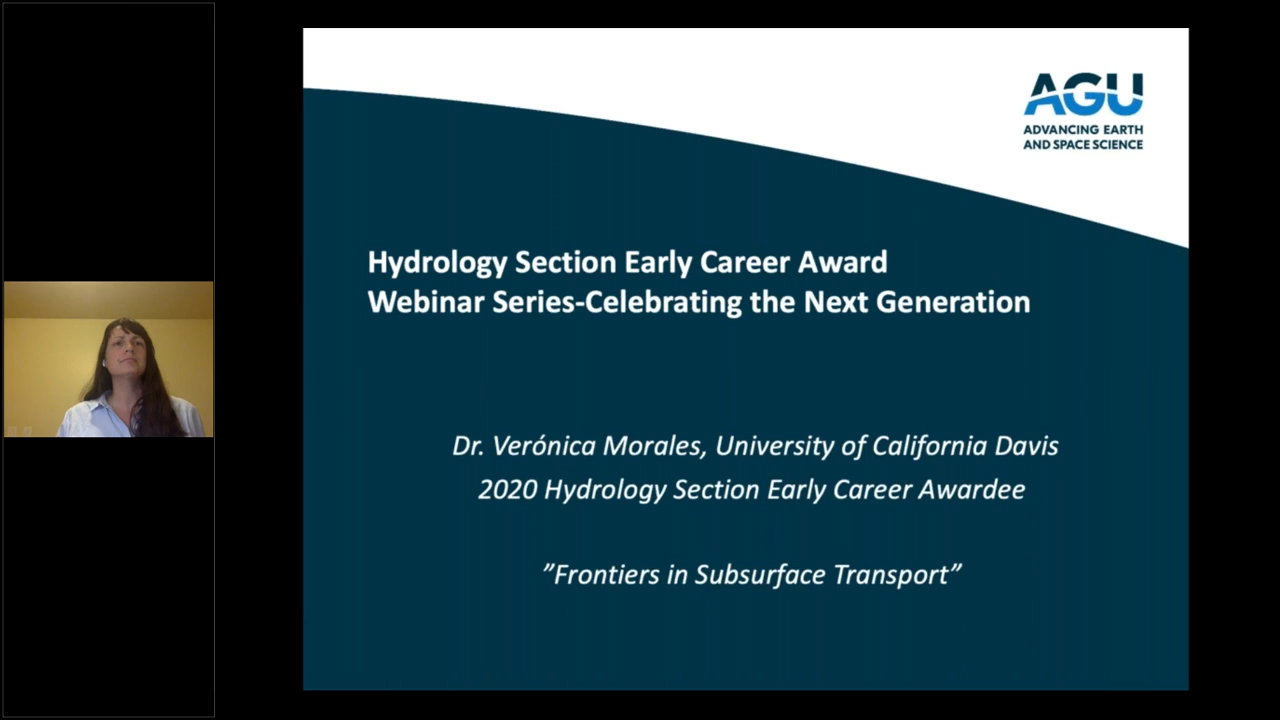 AGU
ADVANCING EARTH
AND SPACE SCIENCE
Hydrology Section Early Career Award
Webinar Series-Celebrating the Next Generation
Dr. Verónica Morales, University of California Davis
2020 Hydrology Section Early Career Awardee
”Frontiers in Subsurface Transport”